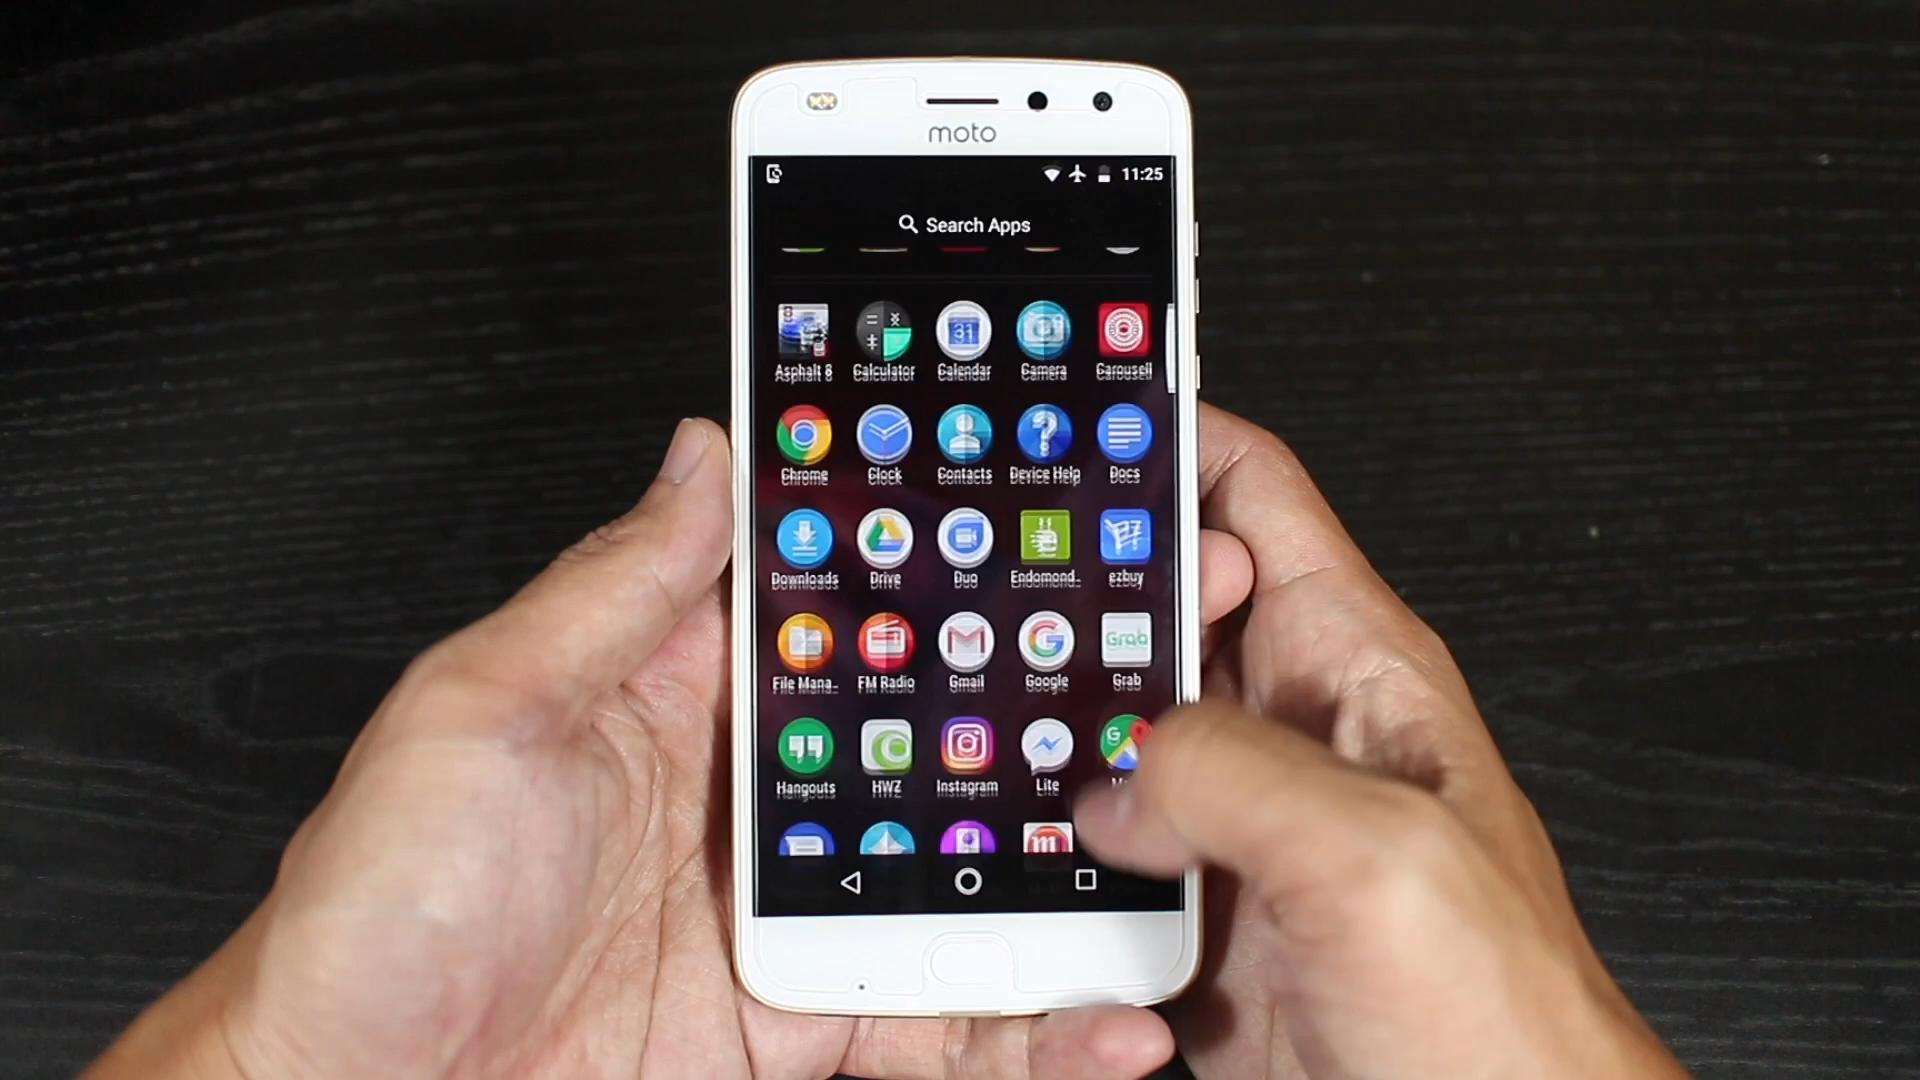 moto
11:25
Search Apps
Asphalt 8 Calculator Calendar Camera Carousell
31
Chrome Clock Contacts Device Help Docs
Downloads Drive Duo Endomond.. ezbuy
Grab
File Mana.. FM Radio Gmail Google Grab
Hangouts HWZ Instagram Lite
m